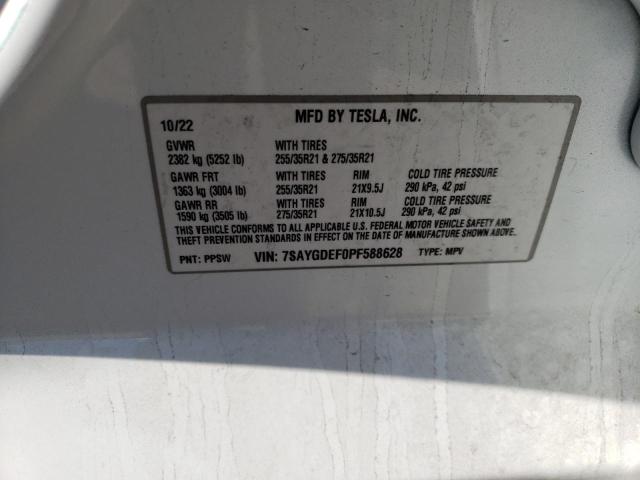 10/22 MFD BY TESLA, INC.
GVWR WITH TIRES
2382 kg (5252 lb) 255/35R21 & 275/35R21
GAWR FRT WITH TIRES RIM COLD TIRE PRESSURE
1363 kg (3004 lb) 255/35R21 21X9.5J 290 kPa, 42 psi
GAWR RR WITH TIRES RIM COLD TIRE PRESSURE
1590 kg (3505 lb) 275/35R21 21X10.5J 290 kPa, 42 psi
THIS VEHICLE CONFORMS TO ALL APPLICABLE U.S. FEDERAL MOTOR VEHICLE SAFETY AND
THEFT PREVENTION STANDARDS IN EFFECT ON THE DATE OF MANUFACTURE SHOWN ABOVE.
PNT: PPSW VIN: 7SAYGDEF0PF588628 TYPE: MPV